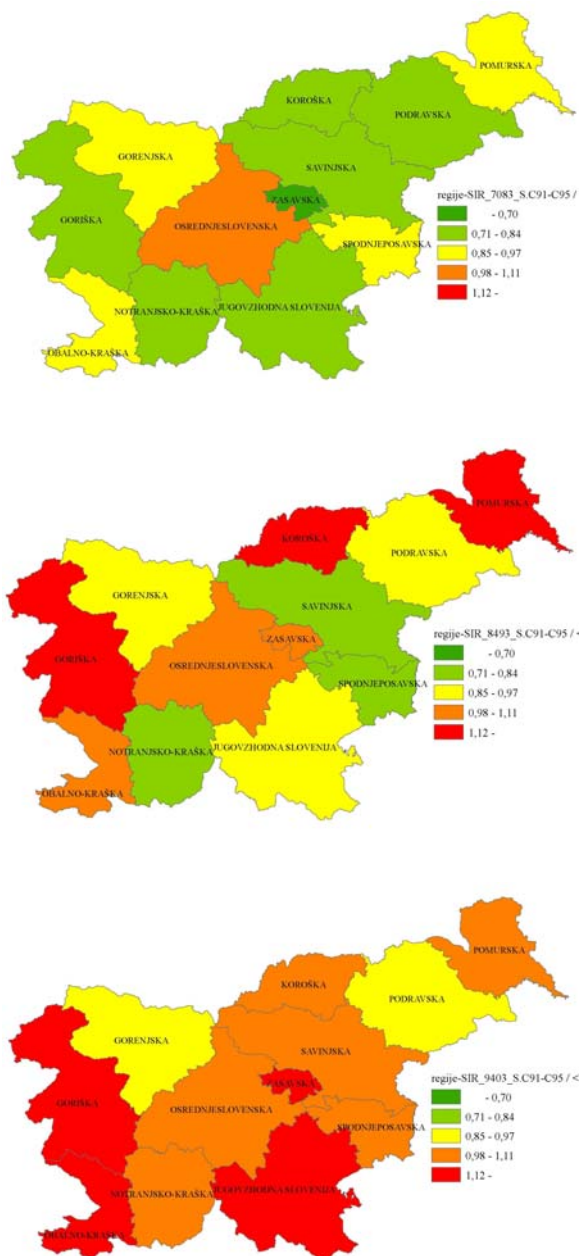 POMURSKA
KOROŠKA
PODRAVSKA
GORENJSKA
SAVINJSKA
ZASAVSKA
GORIŠKA
OSREDNJESLOVENSKA
SPODNJEPOSAVSKA
NOTRANJSKO-KRAŠKA
JUGOVZHODNA SLOVENIJA
OBALNO-KRAŠKA
regije-SIR_7083_S.C91-C95 /
- 0,70
0,71 - 0,84
0,85 - 0,97
0,98 - 1,11
1,12 -
POMURSKA
KOROŠKA
PODRAVSKA
GORENJSKA
SAVINJSKA
ZASAVSKA
GORIŠKA
OSREDNJESLOVENSKA
SPODNJEPOSAVSKA
NOTRANJSKO-KRAŠKA
JUGOVZHODNA SLOVENIJA
OBALNO-KRAŠKA
regije-SIR_8493_S.C91-C95 / <
- 0,70
0,71 - 0,84
0,85 - 0,97
0,98 - 1,11
1,12 -
POMURSKA
KOROŠKA
PODRAVSKA
GORENJSKA
SAVINJSKA
ZASAVSKA
GORIŠKA
OSREDNJESLOVENSKA
SPODNJEPOSAVSKA
NOTRANJSKO-KRAŠKA
JUGOVZHODNA SLOVENIJA
OBALNO-KRAŠKA
regije-SIR_9403_S.C91-C95 / <
- 0,70
0,71 - 0,84
0,85 - 0,97
0,98 - 1,11
1,12 -